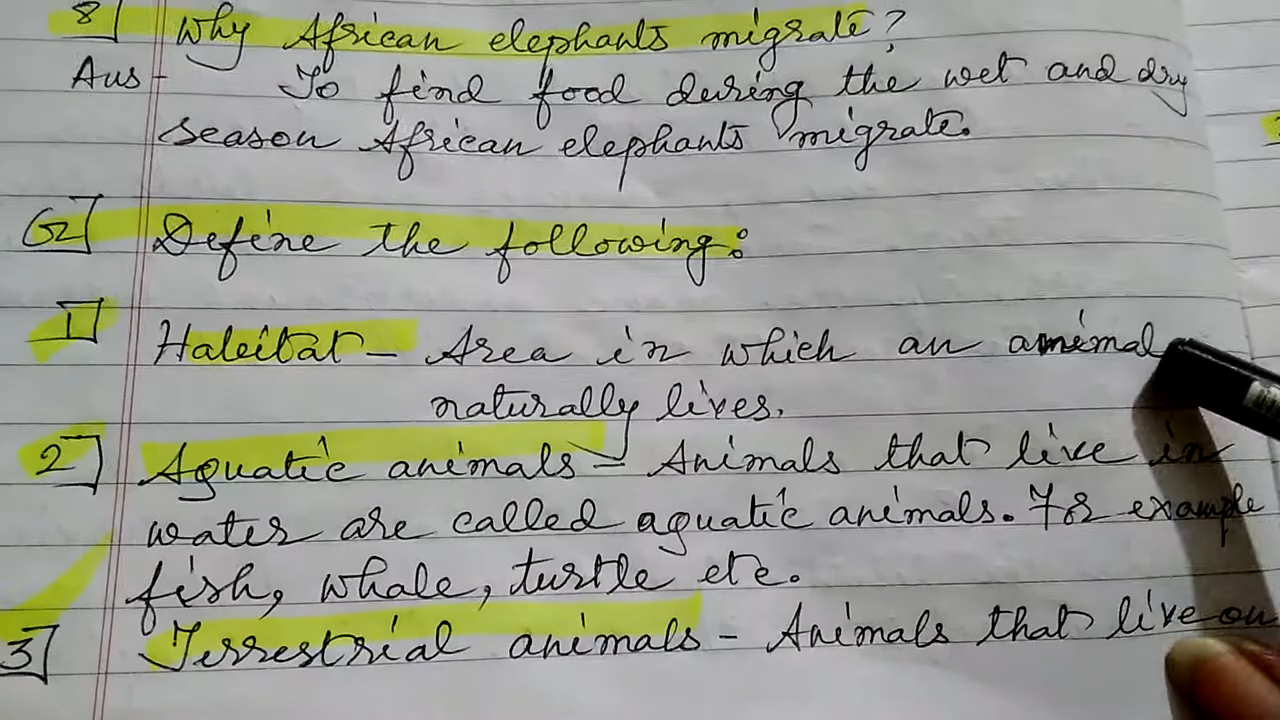 8] Why African elephants migrate?
Ans - To find food during the wet and dry
season African elephants migrate.
G2] Define the following:
1] Habitat - Area in which an animal
naturally lives.
2] Aquatic animals - Animals that live in
water are called aquatic animals. For example
fish, whale, turtle etc.
3] Terrestrial animals - Animals that live on